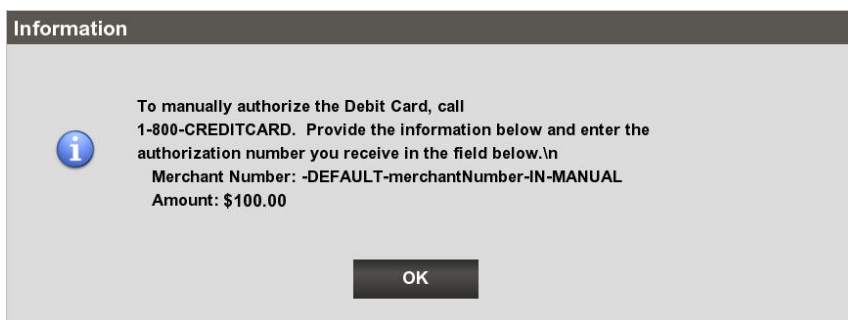 Information
To manually authorize the Debit Card, call
1-800-CREDITCARD.  Provide the information below and enter the
authorization number you receive in the field below.\n
Merchant Number: -DEFAULT-merchantNumber-IN-MANUAL
Amount: $100.00
OK